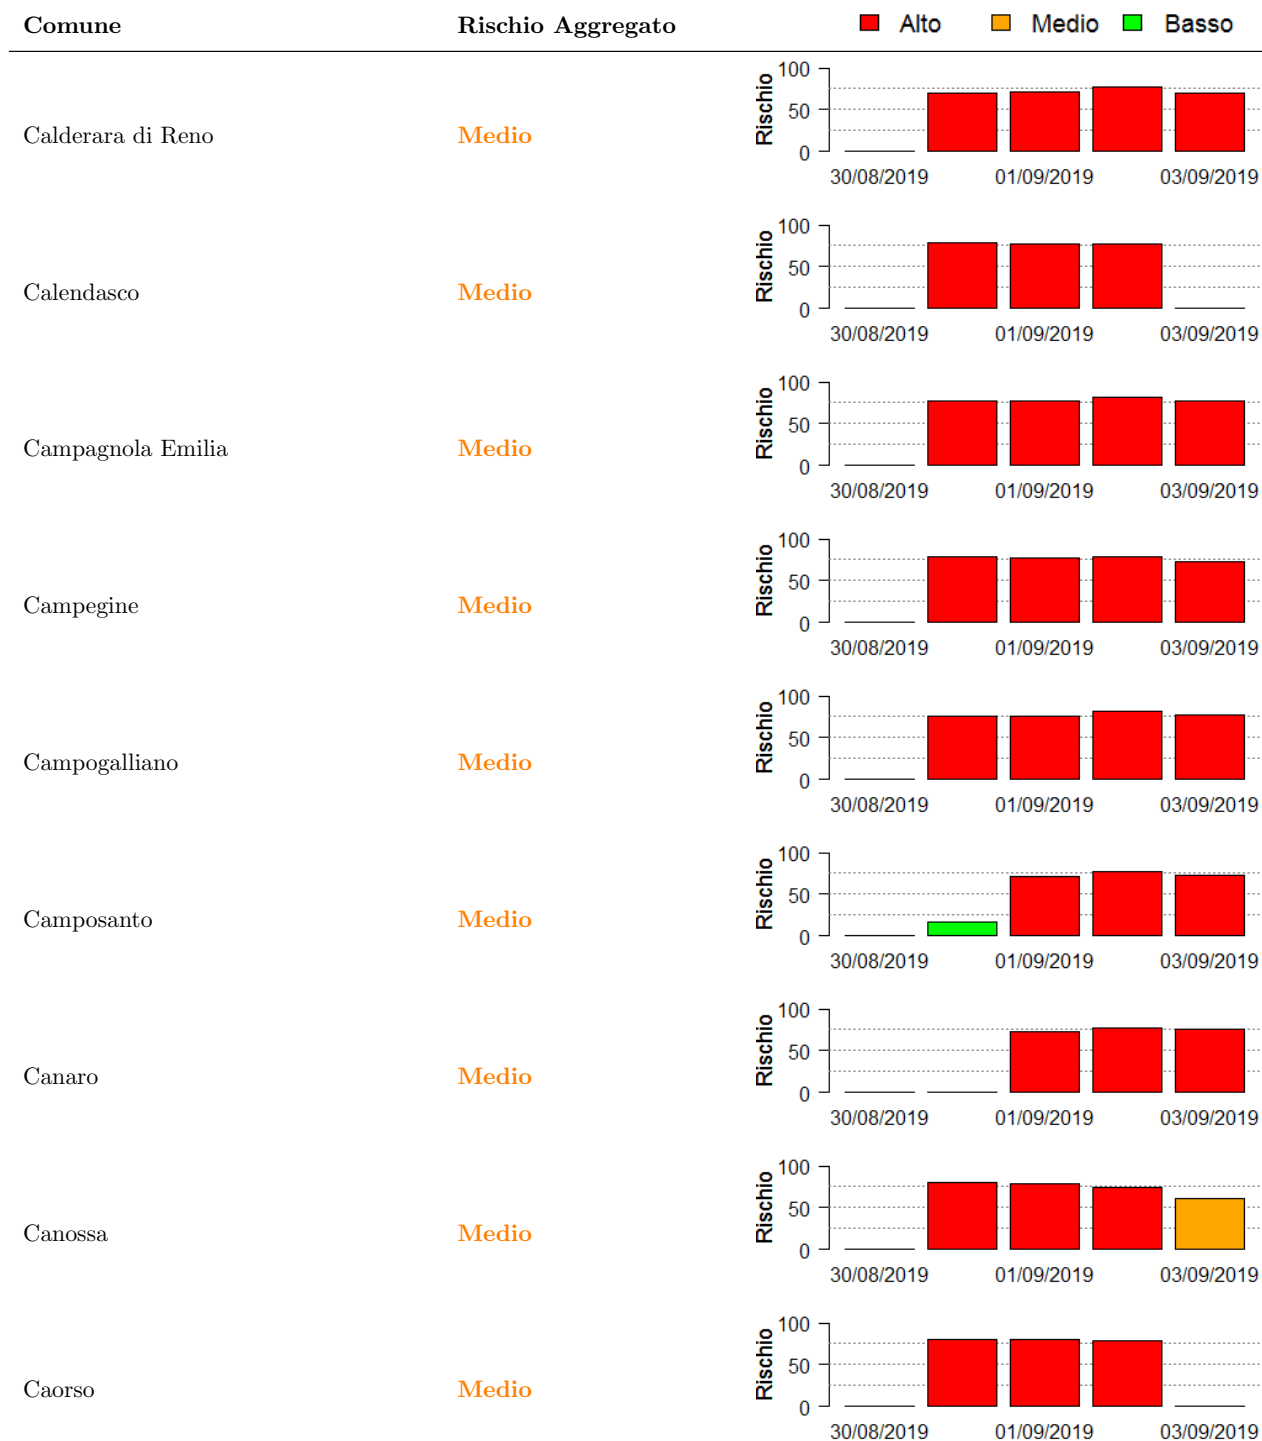 Comune Rischio Aggregato Alto Medio Basso
Calderara di Reno Medio Rischio 100 50 0
30/08/2019 01/09/2019 03/09/2019
Calendasco Medio Rischio 100 50 0
30/08/2019 01/09/2019 03/09/2019
Campagnola Emilia Medio Rischio 100 50 0
30/08/2019 01/09/2019 03/09/2019
Campegine Medio Rischio 100 50 0
30/08/2019 01/09/2019 03/09/2019
Campogalliano Medio Rischio 100 50 0
30/08/2019 01/09/2019 03/09/2019
Camposanto Medio Rischio 100 50 0
30/08/2019 01/09/2019 03/09/2019
Canaro Medio Rischio 100 50 0
30/08/2019 01/09/2019 03/09/2019
Canossa Medio Rischio 100 50 0
30/08/2019 01/09/2019 03/09/2019
Caorso Medio Rischio 100 50 0
30/08/2019 01/09/2019 03/09/2019